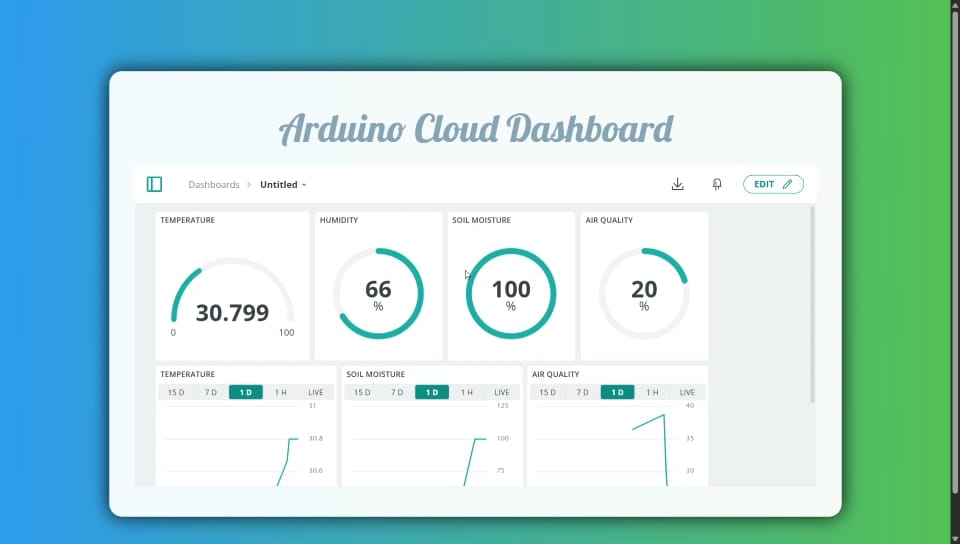 Arduino Cloud Dashboard
Dashboards > Untitled
EDIT
TEMPERATURE
30.799
0 100
HUMIDITY
66
%
SOIL MOISTURE
100
%
AIR QUALITY
20
%
TEMPERATURE
15 D 7 D 1 D 1 H LIVE
31
30.8
30.6
SOIL MOISTURE
15 D 7 D 1 D 1 H LIVE
125
100
75
AIR QUALITY
15 D 7 D 1 D 1 H LIVE
40
35
30